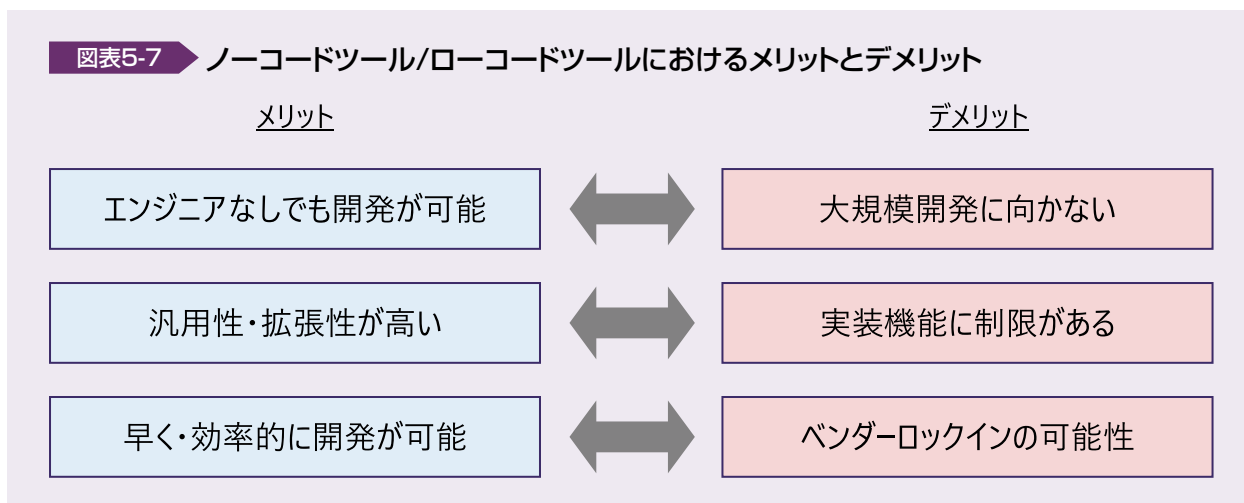 図表5-7 ノーコードツール/ローコードツールにおけるメリットとデメリット
メリット デメリット
エンジニアなしでも開発が可能 大規模開発に向かない
汎用性・拡張性が高い 実装機能に制限がある
早く・効率的に開発が可能 ベンダーロックインの可能性